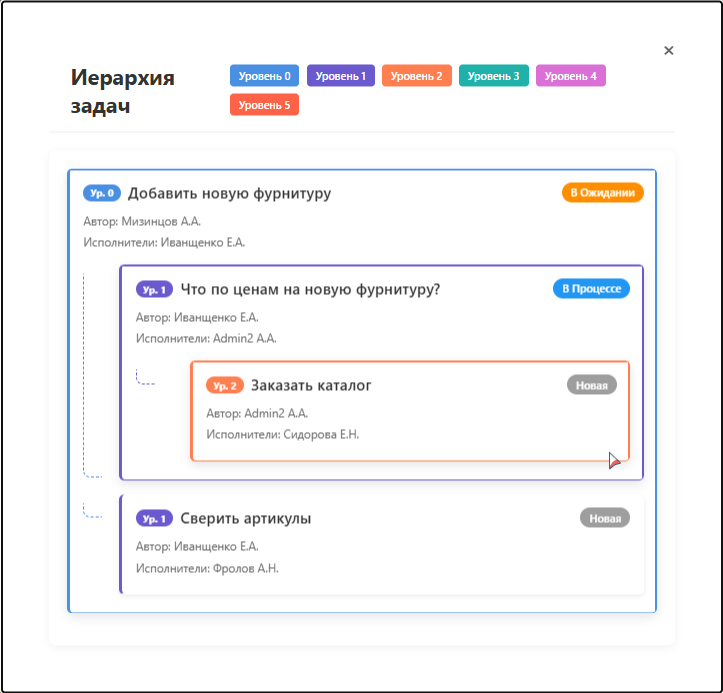 ×
Иерархия
задач
Уровень 0 Уровень 1 Уровень 2 Уровень 3 Уровень 4
Уровень 5
Ур. 0 Добавить новую фурнитуру В Ожидании
Автор: Мизинцов А.А.
Исполнители: Иванщенко Е.А.
Ур. 1 Что по ценам на новую фурнитуру? В Процессе
Автор: Иванщенко Е.А.
Исполнители: Admin2 А.А.
Ур. 2 Заказать каталог Новая
Автор: Admin2 А.А.
Исполнители: Сидорова Е.Н.
Ур. 1 Сверить артикулы Новая
Автор: Иванщенко Е.А.
Исполнители: Фролов А.Н.